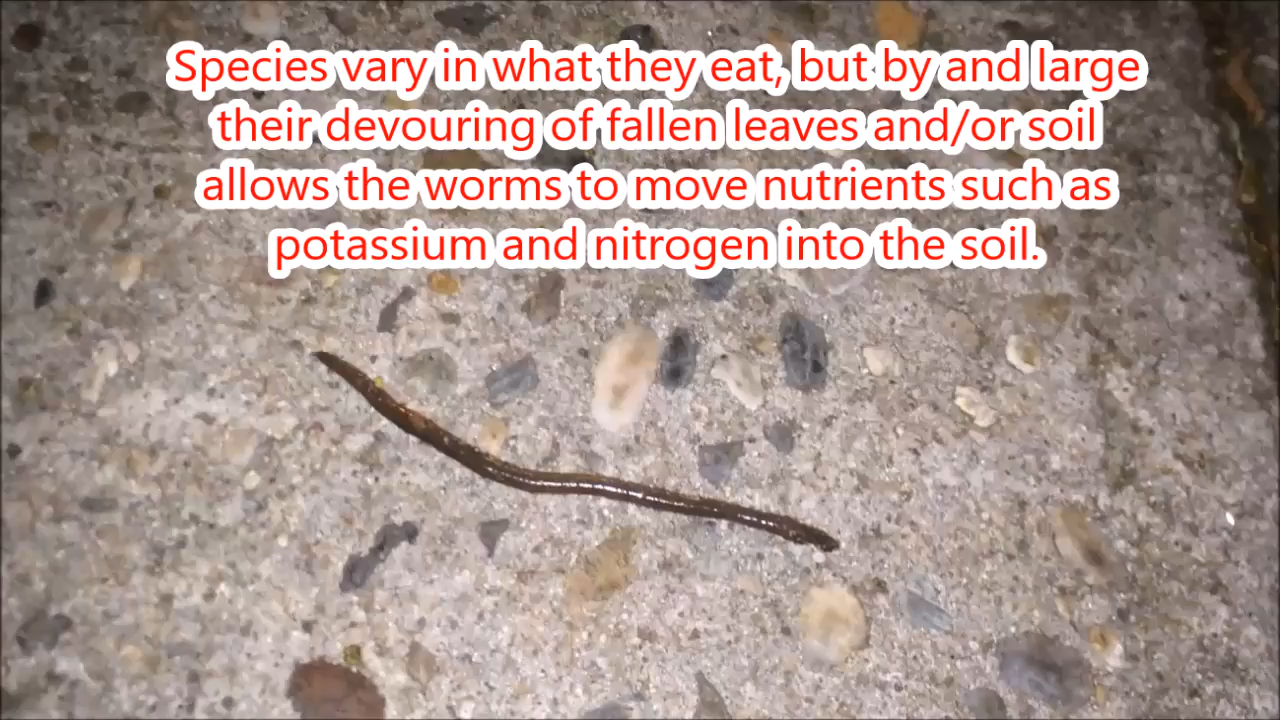 Species vary in what they eat, but by and large
their devouring of fallen leaves and/or soil
allows the worms to move nutrients such as
potassium and nitrogen into the soil.